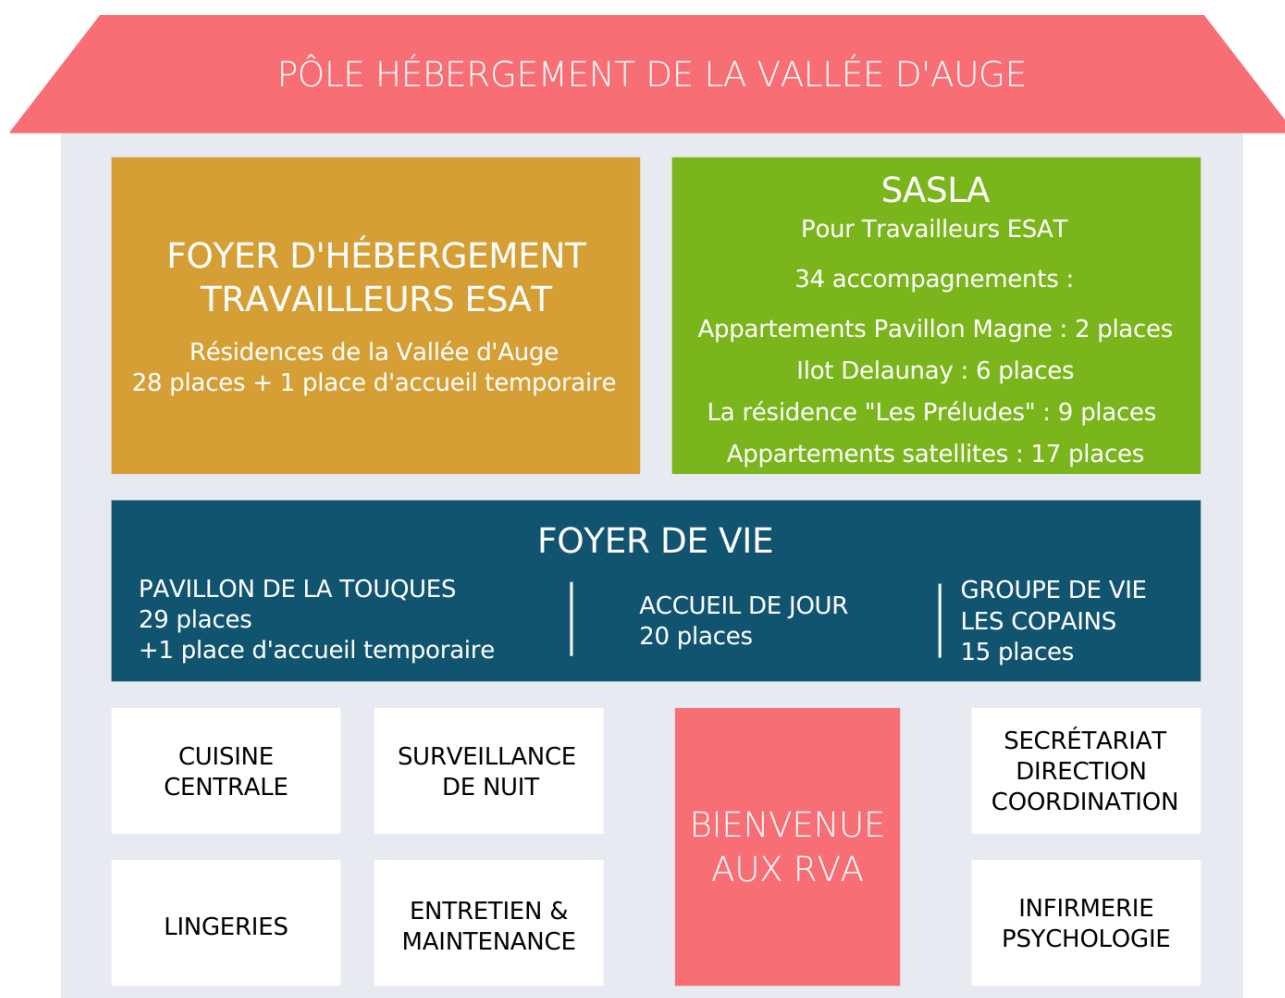 PÔLE HÉBERGEMENT DE LA VALLÉE D'AUGE
FOYER D'HÉBERGEMENT
TRAVAILLEURS ESAT
Résidences de la Vallée d'Auge
28 places + 1 place d'accueil temporaire
SASLA
Pour Travailleurs ESAT
34 accompagnements :
Appartements Pavillon Magne : 2 places
Ilot Delaunay : 6 places
La résidence "Les Préludes" : 9 places
Appartements satellites : 17 places
FOYER DE VIE
PAVILLON DE LA TOUQUES
29 places
+1 place d'accueil temporaire
ACCUEIL DE JOUR
20 places
GROUPE DE VIE
LES COPAINS
15 places
CUISINE
CENTRALE
SURVEILLANCE
DE NUIT
BIENVENUE
AUX RVA
SECRÉTARIAT
DIRECTION
COORDINATION
LINGERIES
ENTRETIEN &
MAINTENANCE
INFIRMERIE
PSYCHOLOGIE